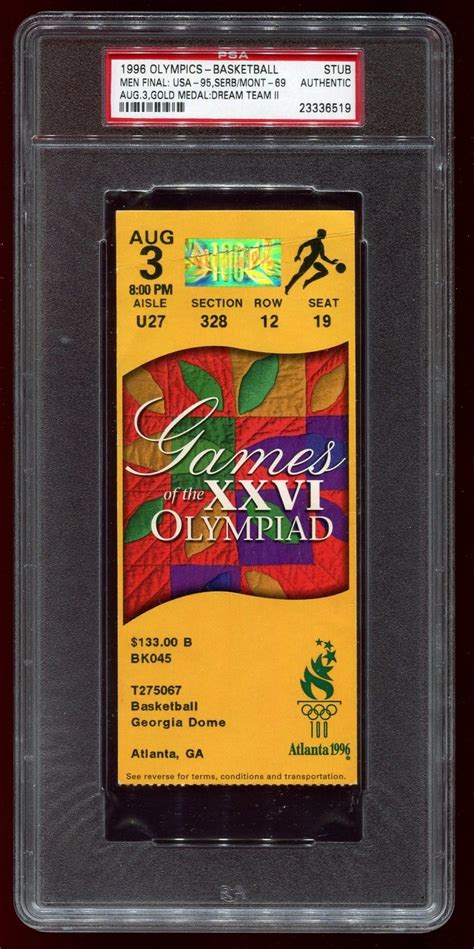 PSA
1996 OLYMPICS-BASKETBALL STUB
MEN FINAL: USA-95,SERB/MONT-69 AUTHENTIC
AUG.3,GOLD MEDAL:DREAM TEAM II 23336519
AUG
3
8:00 PM
AISLE SECTION ROW SEAT
U27 328 12 19
Games
of the XXVI
OLYMPIAD
$133.00 B
BK045
T275067
Basketball
Georgia Dome
Atlanta, GA
100
Atlanta 1996
See reverse for terms, conditions and transportation.